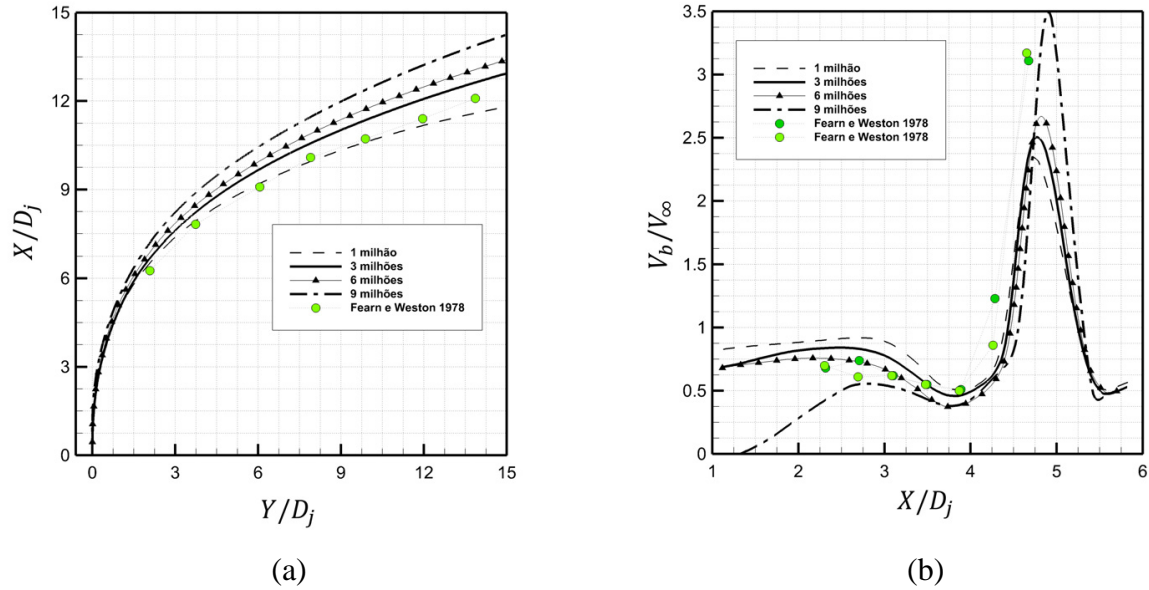 15
12
9
6
3
0
X/D_j
1 milhão
3 milhões
6 milhões
9 milhões
Fearn e Weston 1978
0 3 6 9 12 15
Y/D_j
(a)
3.5
3
2.5
2
1.5
1
0.5
0
V_b/V_∞
1 milhão
3 milhões
6 milhões
9 milhões
Fearn e Weston 1978
Fearn e Weston 1978
1 2 3 4 5 6
X/D_j
(b)